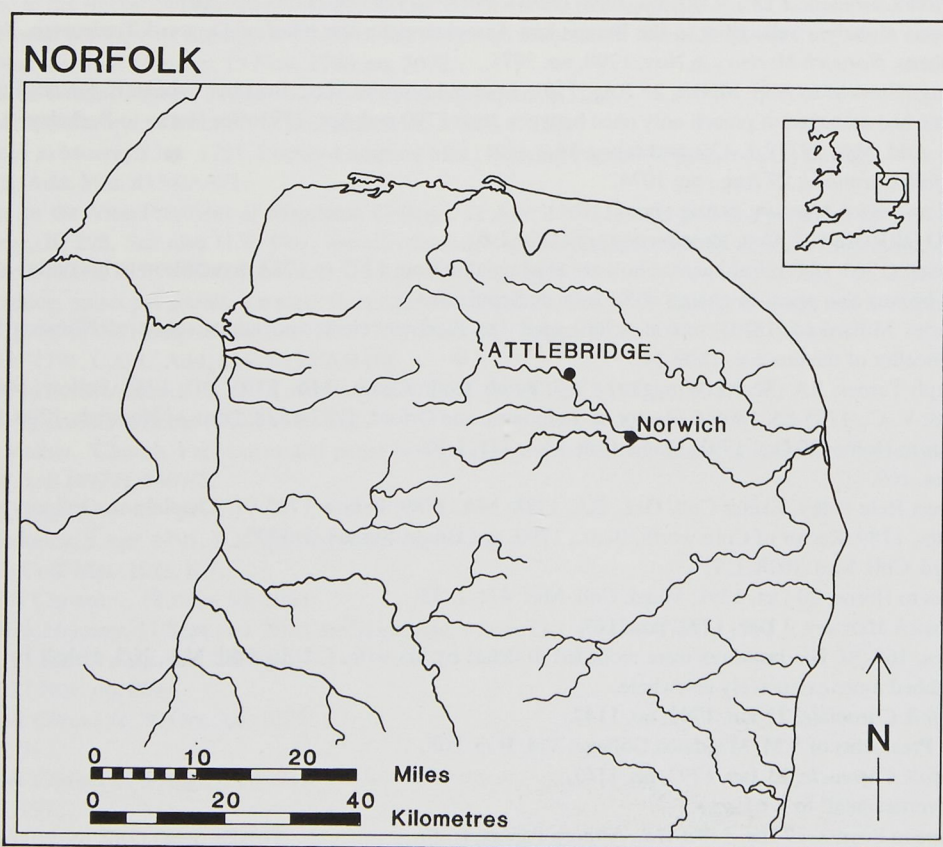 NORFOLK
ATTLEBRIDGE
Norwich
N
0 10 20
Miles
0 20 40
Kilometres